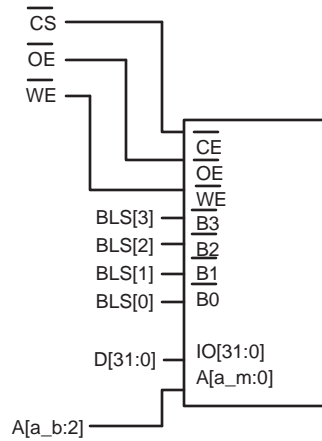 CS
OE
WE
CE
OE
WE
BLS[3] B3
BLS[2] B2
BLS[1] B1
BLS[0] B0
D[31:0] IO[31:0]
A[a_m:0]
A[a_b:2]